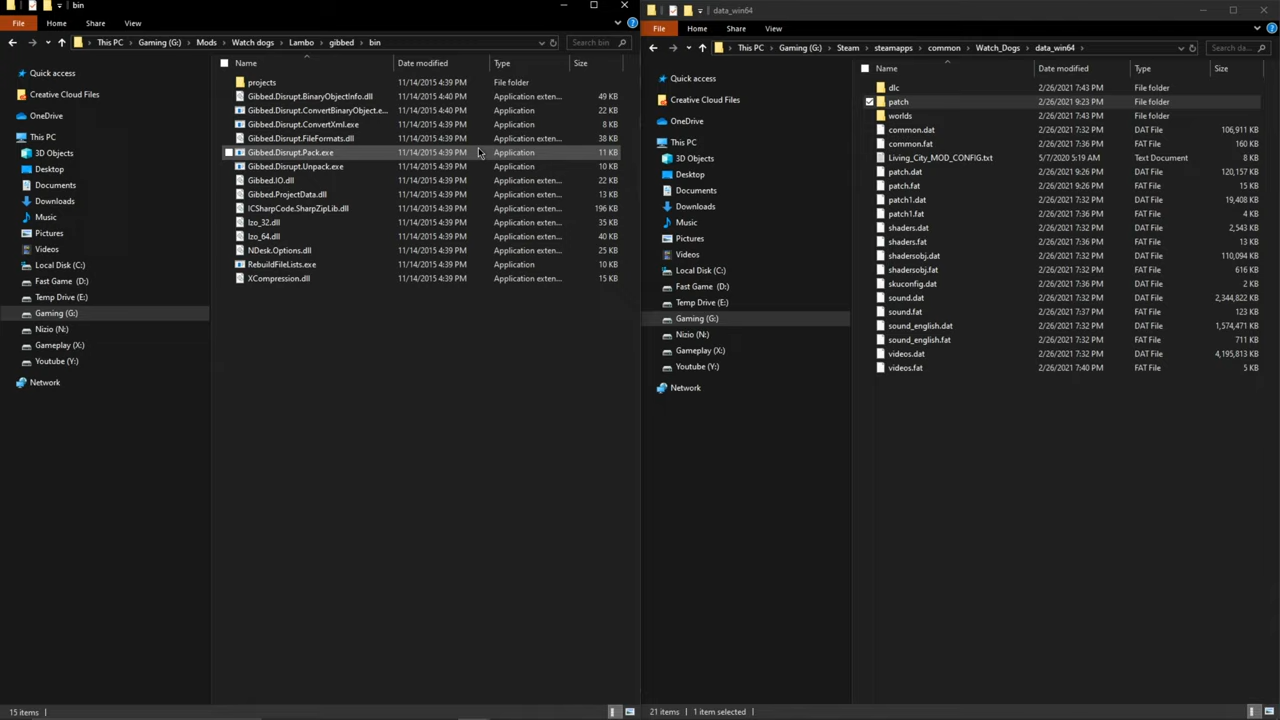 bin
File Home Share View
This PC Gaming (G:) Mods Watch dogs Lambo gibbed bin Search bin
Name Date modified Type Size
Quick access
Creative Cloud Files
OneDrive
This PC
3D Objects
Desktop
Documents
Downloads
Music
Pictures
Videos
Local Disk (C:)
Fast Game (D:)
Temp Drive (E:)
Gaming (G:)
Nizio (N:)
Gameplay (X:)
Youtube (Y:)
Network
projects 11/14/2015 4:39 PM File folder
Gibbed.Disrupt.BinaryObjectInfo.dll 11/14/2015 4:40 PM Application exten... 49 KB
Gibbed.Disrupt.ConvertBinaryObject.e... 11/14/2015 4:40 PM Application 22 KB
Gibbed.Disrupt.ConvertXml.exe 11/14/2015 4:39 PM Application 8 KB
Gibbed.Disrupt.FileFormats.dll 11/14/2015 4:39 PM Application exten... 38 KB
Gibbed.Disrupt.Pack.exe 11/14/2015 4:39 PM Application 11 KB
Gibbed.Disrupt.Unpack.exe 11/14/2015 4:39 PM Application 10 KB
Gibbed.IO.dll 11/14/2015 4:39 PM Application exten... 22 KB
Gibbed.ProjectData.dll 11/14/2015 4:39 PM Application exten... 13 KB
ICSharpCode.SharpZipLib.dll 11/14/2015 4:39 PM Application exten... 196 KB
lzo_32.dll 11/14/2015 4:39 PM Application exten... 35 KB
lzo_64.dll 11/14/2015 4:39 PM Application exten... 40 KB
NDesk.Options.dll 11/14/2015 4:39 PM Application exten... 25 KB
RebuildFileLists.exe 11/14/2015 4:39 PM Application 10 KB
XCompression.dll 11/14/2015 4:39 PM Application exten... 15 KB
15 items
data_win64
File Home Share View
This PC Gaming (G:) Steam steamapps common Watch_Dogs data_win64 Search da...
Name Date modified Type Size
Quick access
Creative Cloud Files
OneDrive
This PC
3D Objects
Desktop
Documents
Downloads
Music
Pictures
Videos
Local Disk (C:)
Fast Game (D:)
Temp Drive (E:)
Gaming (G:)
Nizio (N:)
Gameplay (X:)
Youtube (Y:)
Network
dlc 2/26/2021 7:43 PM File folder
patch 2/26/2021 9:23 PM File folder
worlds 2/26/2021 7:43 PM File folder
common.dat 2/26/2021 7:32 PM DAT File 106,911 KB
common.fat 2/26/2021 7:32 PM FAT File 160 KB
Living_City_MOD_CONFIG.txt 5/7/2020 5:19 AM Text Document 8 KB
patch.dat 2/26/2021 9:26 PM DAT File 120,157 KB
patch.fat 2/26/2021 9:26 PM FAT File 15 KB
patch1.dat 2/26/2021 7:32 PM DAT File 19,408 KB
patch1.fat 2/26/2021 7:32 PM FAT File 4 KB
shaders.dat 2/26/2021 7:32 PM DAT File 2,543 KB
shaders.fat 2/26/2021 7:36 PM FAT File 13 KB
shadersobj.dat 2/26/2021 7:32 PM DAT File 110,094 KB
shadersobj.fat 2/26/2021 7:36 PM FAT File 616 KB
skuconfig.dat 2/26/2021 7:36 PM DAT File 2 KB
sound.dat 2/26/2021 7:32 PM DAT File 2,344,822 KB
sound.fat 2/26/2021 7:37 PM FAT File 123 KB
sound_english.dat 2/26/2021 7:32 PM DAT File 1,574,471 KB
sound_english.fat 2/26/2021 7:32 PM FAT File 711 KB
videos.dat 2/26/2021 7:32 PM DAT File 4,195,813 KB
videos.fat 2/26/2021 7:40 PM FAT File 5 KB
21 items 1 item selected